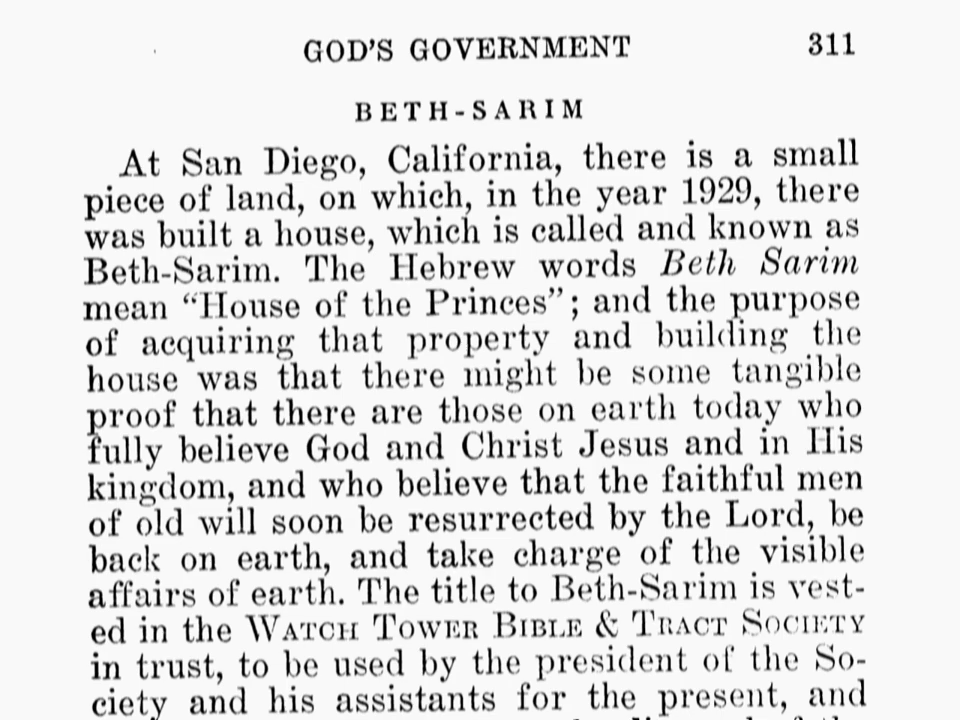 GOD'S GOVERNMENT 311
BETH-SARIM
At San Diego, California, there is a small
piece of land, on which, in the year 1929, there
was built a house, which is called and known as
Beth-Sarim. The Hebrew words Beth Sarim
mean “House of the Princes”; and the purpose
of acquiring that property and building the
house was that there might be some tangible
proof that there are those on earth today who
fully believe God and Christ Jesus and in His
kingdom, and who believe that the faithful men
of old will soon be resurrected by the Lord, be
back on earth, and take charge of the visible
affairs of earth. The title to Beth-Sarim is vest-
ed in the WATCH TOWER BIBLE & TRACT SOCIETY
in trust, to be used by the president of the So-
ciety and his assistants for the present, and